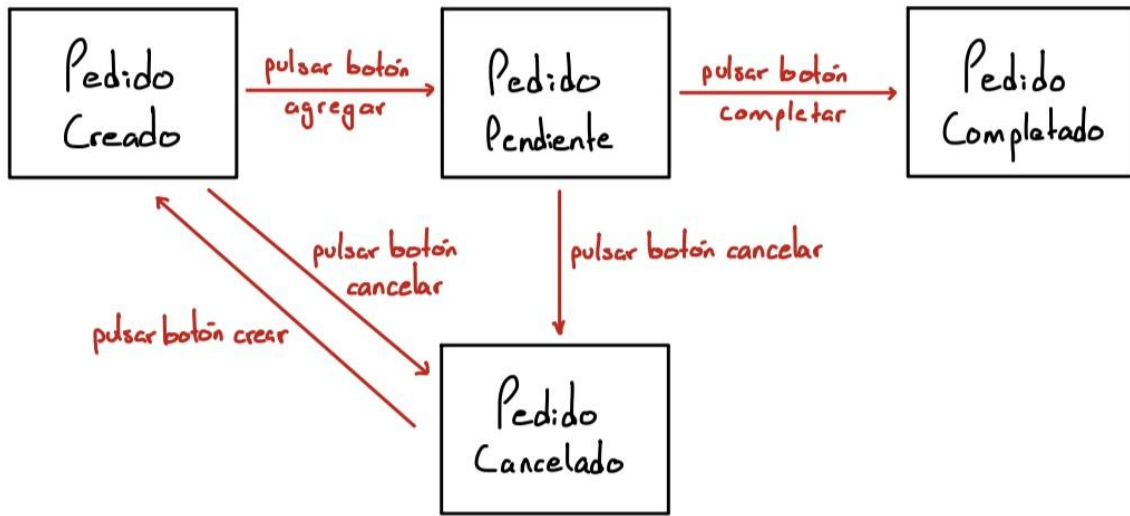 Pedido
Creado
pulsar botón
agregar
Pedido
Pendiente
pulsar botón
completar
Pedido
Completado
pulsar botón
cancelar
pulsar botón cancelar
pulsar botón crear
Pedido
Cancelado